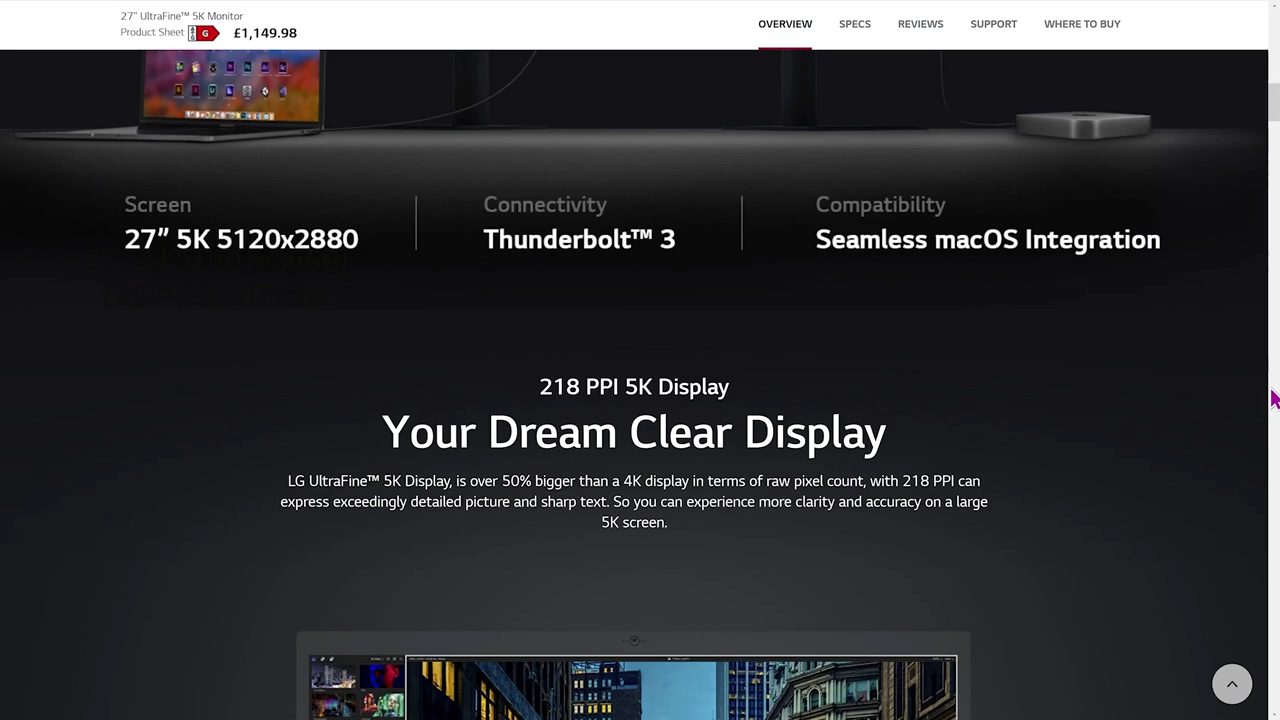 27" UltraFine™ 5K Monitor
Product Sheet G £1,149.98
OVERVIEW SPECS REVIEWS SUPPORT WHERE TO BUY
Screen Connectivity Compatibility
27” 5K 5120x2880 Thunderbolt™ 3 Seamless macOS Integration
218 PPI 5K Display
Your Dream Clear Display
LG UltraFine™ 5K Display, is over 50% bigger than a 4K display in terms of raw pixel count, with 218 PPI can
express exceedingly detailed picture and sharp text. So you can experience more clarity and accuracy on a large
5K screen.